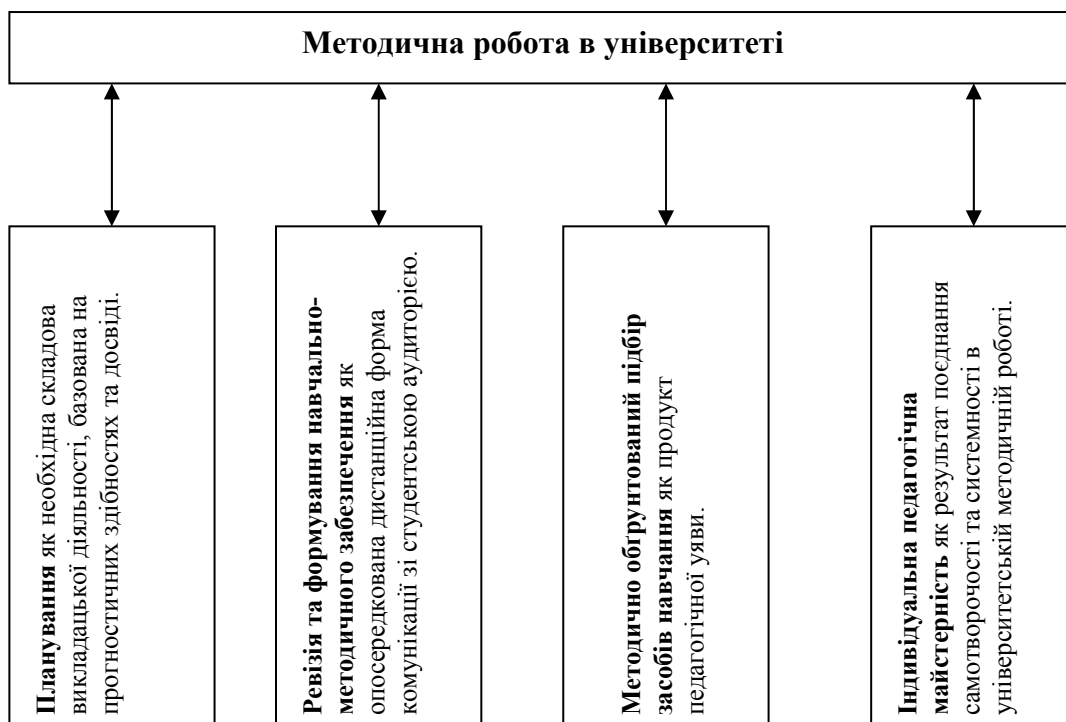 Методична робота в університеті
Планування як необхідна складова
викладацької діяльності, базована на
прогностичних здібностях та досвіді.
Ревізія та формування навчально-
методичного забезпечення як
опосередкована дистанційна форма
комунікації зі студентською аудиторією.
Методично обґрунтований підбір
засобів навчання як продукт
педагогічної уяви.
Індивідуальна педагогічна
майстерність як результат поєднання
самотворочості та системності в
університетській методичній роботі.